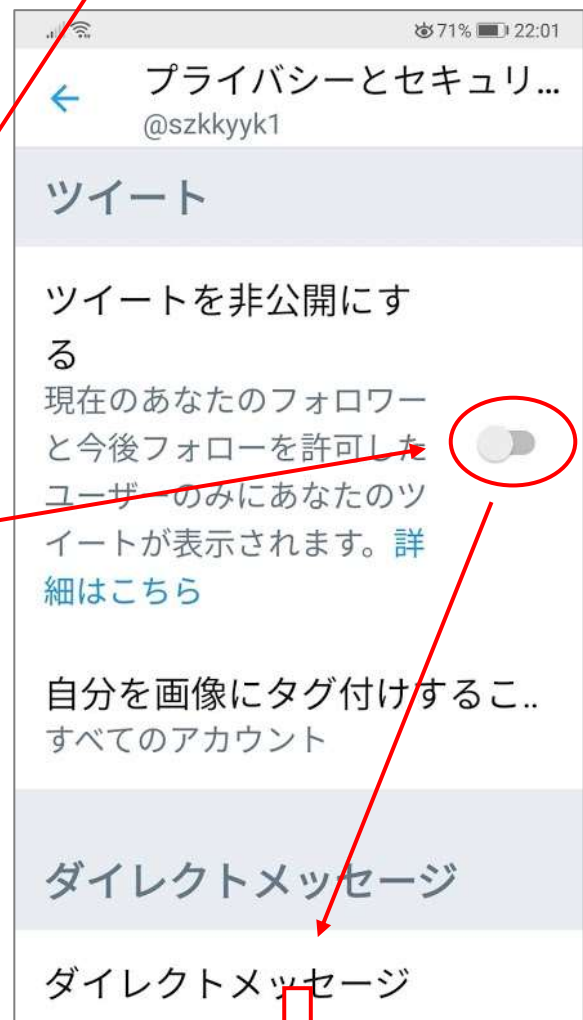 71% 22:01
プライバシーとセキュリ...
@szkkyyk1
ツイート
ツイートを非公開にす
る
現在のあなたのフォロワー
と今後フォローを許可した
ユーザーのみにあなたのツ
イートが表示されます。詳
細はこちら
自分を画像にタグ付けするこ..
すべてのアカウント
ダイレクトメッセージ
ダイレクトメッセージ